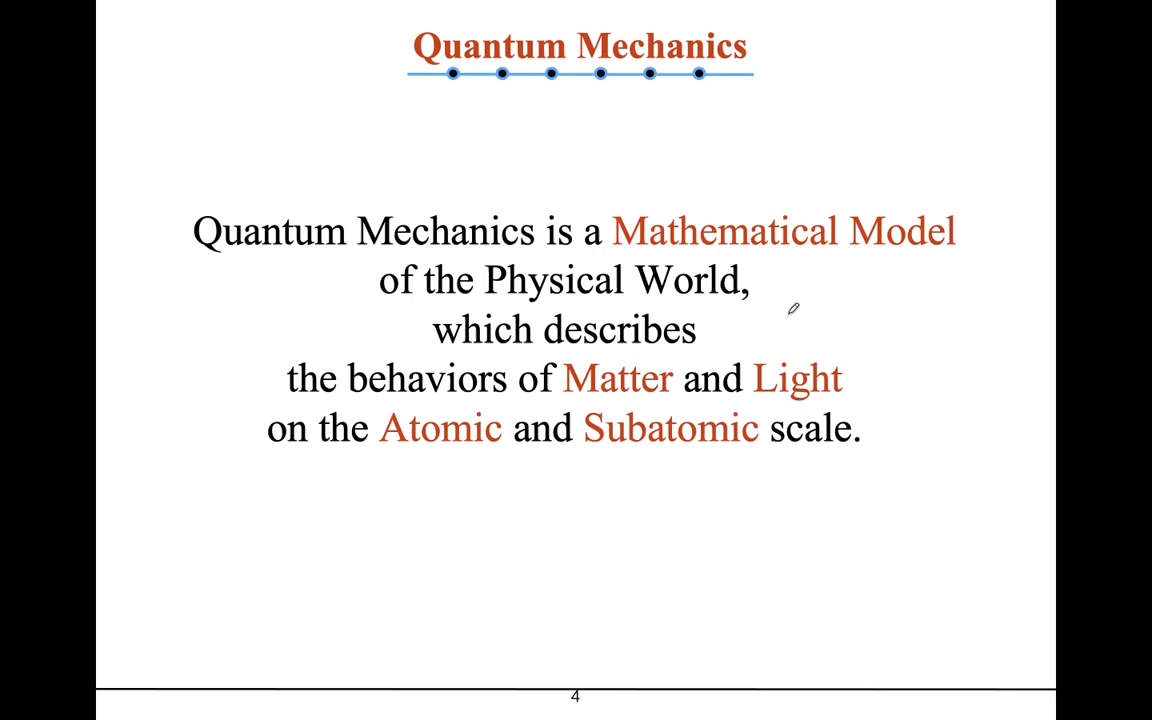 Quantum Mechanics
Quantum Mechanics is a Mathematical Model
of the Physical World,
which describes
the behaviors of Matter and Light
on the Atomic and Subatomic scale.
4